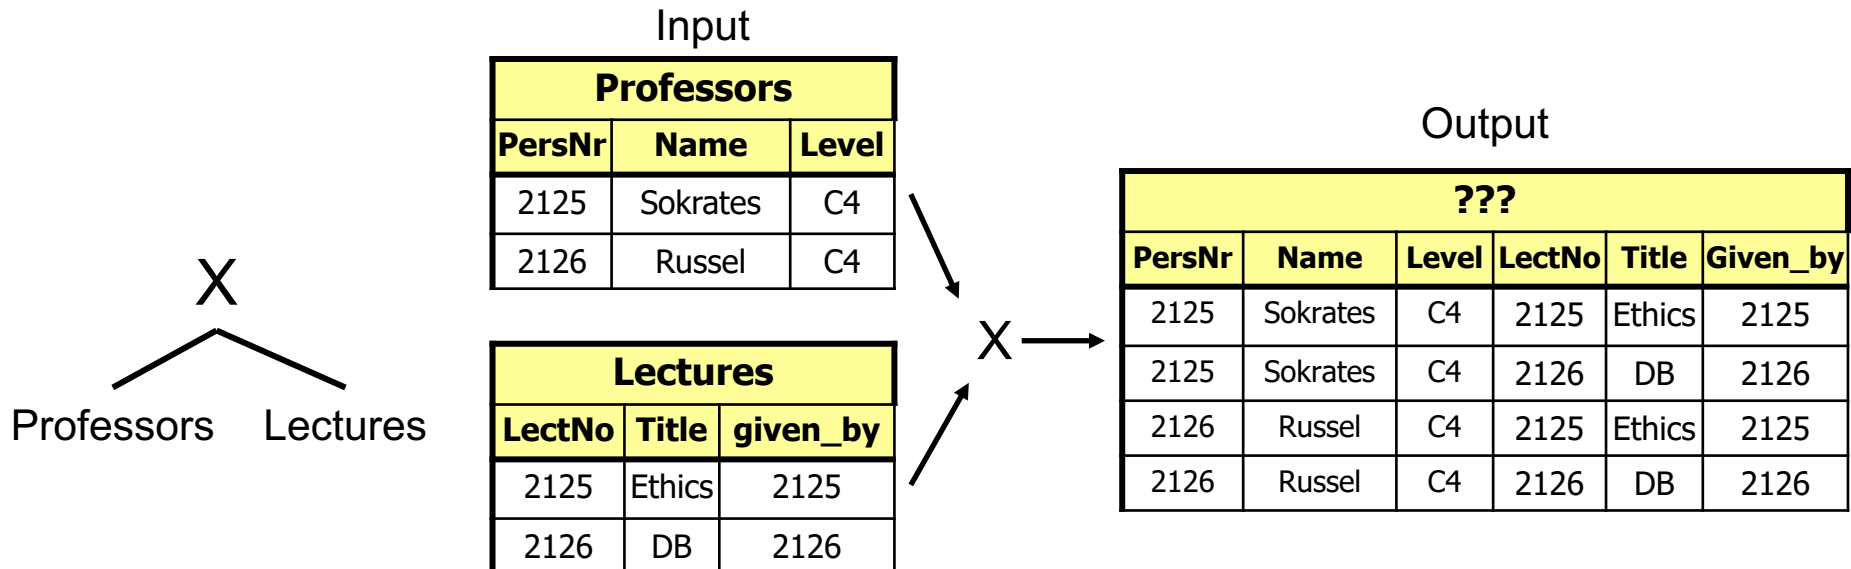 Input
Professors
PersNr Name Level
2125 Sokrates C4
2126 Russel C4
X
Professors Lectures
Lectures
LectNo Title given_by
2125 Ethics 2125
2126 DB 2126
X
Output
???
PersNr Name Level LectNo Title Given_by
2125 Sokrates C4 2125 Ethics 2125
2125 Sokrates C4 2126 DB 2126
2126 Russel C4 2125 Ethics 2125
2126 Russel C4 2126 DB 2126